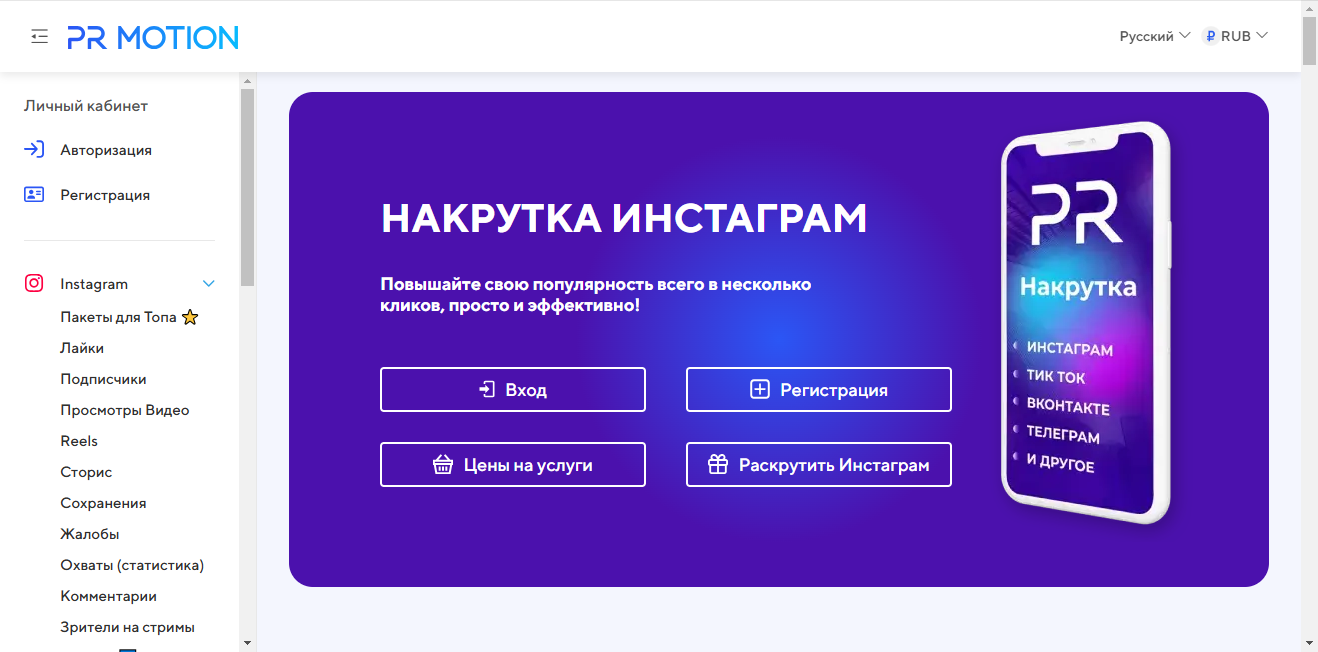 PR MOTION
Русский
₽ RUB
Личный кабинет
Авторизация
Регистрация
Instagram
Пакеты для Топа ⭐
Лайки
Подписчики
Просмотры Видео
Reels
Сторис
Сохранения
Жалобы
Охваты (статистика)
Комментарии
Зрители на стримы
НАКРУТКА ИНСТАГРАМ
Повышайте свою популярность всего в несколько
кликов, просто и эффективно!
Вход
Регистрация
Цены на услуги
Раскрутить Инстаграм
PR
Накрутка
ИНСТАГРАМ
ТИК ТОК
ВКОНТАКТЕ
ТЕЛЕГРАМ
И ДРУГОЕ